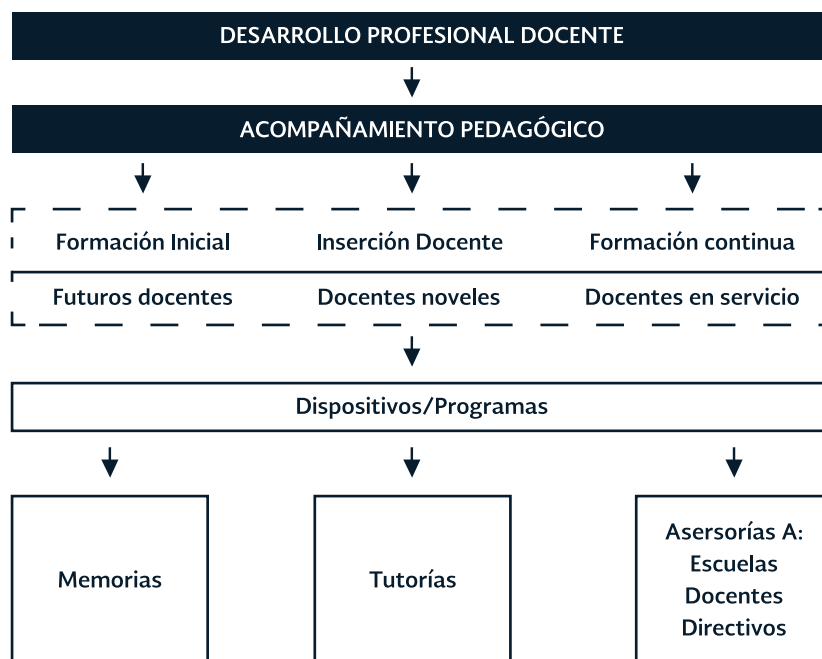 DESARROLLO PROFESIONAL DOCENTE
ACOMPAÑAMIENTO PEDAGÓGICO
Formación Inicial Inserción Docente Formación continua
Futuros docentes Docentes noveles Docentes en servicio
Dispositivos/Programas
Memorias
Tutorías
Asersorías A:
Escuelas
Docentes
Directivos